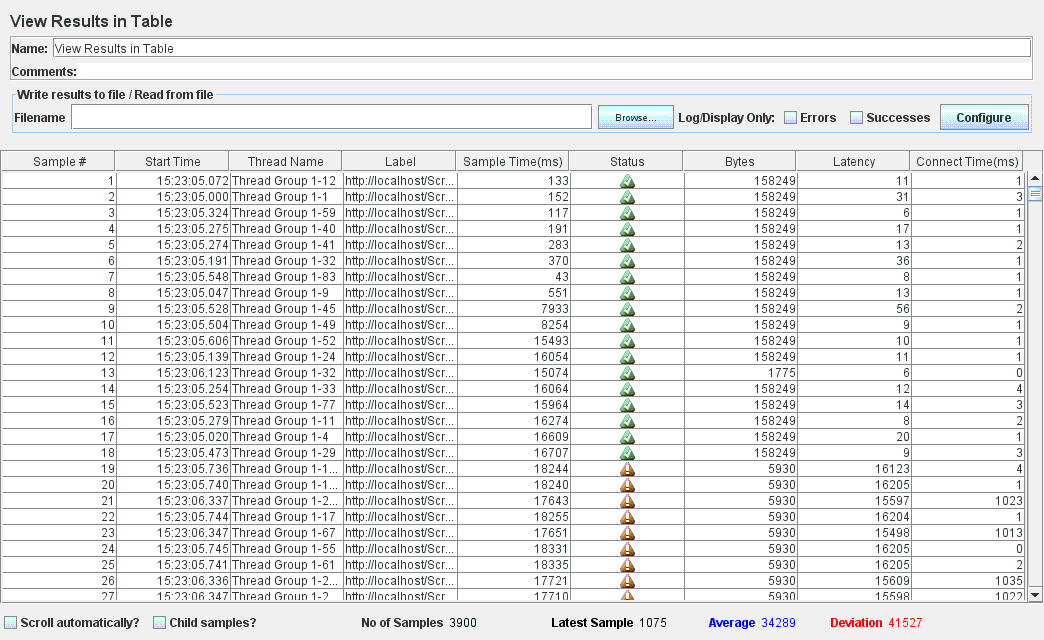 View Results in Table
Name: View Results in Table
Comments:
Write results to file / Read from file
Filename Browse... Log/Display Only: Errors Successes Configure
Sample # Start Time Thread Name Label Sample Time(ms) Status Bytes Latency Connect Time(ms)
1 15:23:05.072 Thread Group 1-12 http://localhost/Scr... 133 158249 11 1
2 15:23:05.000 Thread Group 1-1 http://localhost/Scr... 152 158249 31 3
3 15:23:05.324 Thread Group 1-59 http://localhost/Scr... 117 158249 6 1
4 15:23:05.275 Thread Group 1-40 http://localhost/Scr... 191 158249 17 1
5 15:23:05.274 Thread Group 1-41 http://localhost/Scr... 283 158249 13 2
6 15:23:05.191 Thread Group 1-32 http://localhost/Scr... 370 158249 36 1
7 15:23:05.548 Thread Group 1-83 http://localhost/Scr... 43 158249 8 1
8 15:23:05.047 Thread Group 1-9 http://localhost/Scr... 551 158249 13 1
9 15:23:05.528 Thread Group 1-45 http://localhost/Scr... 7933 158249 56 2
10 15:23:05.504 Thread Group 1-49 http://localhost/Scr... 8254 158249 9 1
11 15:23:05.606 Thread Group 1-52 http://localhost/Scr... 15493 158249 10 1
12 15:23:05.139 Thread Group 1-24 http://localhost/Scr... 16054 158249 11 1
13 15:23:06.123 Thread Group 1-32 http://localhost/Scr... 15074 1775 6 0
14 15:23:05.254 Thread Group 1-33 http://localhost/Scr... 16064 158249 12 4
15 15:23:05.523 Thread Group 1-77 http://localhost/Scr... 15964 158249 14 3
16 15:23:05.279 Thread Group 1-11 http://localhost/Scr... 16274 158249 8 2
17 15:23:05.020 Thread Group 1-4 http://localhost/Scr... 16609 158249 20 1
18 15:23:05.473 Thread Group 1-29 http://localhost/Scr... 16707 158249 9 3
19 15:23:05.736 Thread Group 1-1... http://localhost/Scr... 18244 5930 16123 4
20 15:23:05.740 Thread Group 1-1... http://localhost/Scr... 18240 5930 16205 1
21 15:23:06.337 Thread Group 1-2... http://localhost/Scr... 17643 5930 15597 1023
22 15:23:05.744 Thread Group 1-17 http://localhost/Scr... 18255 5930 16204 1
23 15:23:06.347 Thread Group 1-67 http://localhost/Scr... 17651 5930 15498 1013
24 15:23:05.745 Thread Group 1-55 http://localhost/Scr... 18331 5930 16205 0
25 15:23:05.741 Thread Group 1-61 http://localhost/Scr... 18335 5930 16205 2
26 15:23:06.336 Thread Group 1-2... http://localhost/Scr... 17721 5930 15609 1035
27 15:23:06.347 Thread Group 1-2... http://localhost/Scr... 17710 5930 15598 1022
Scroll automatically? Child samples? No of Samples 3900 Latest Sample 1075 Average 34289 Deviation 41527